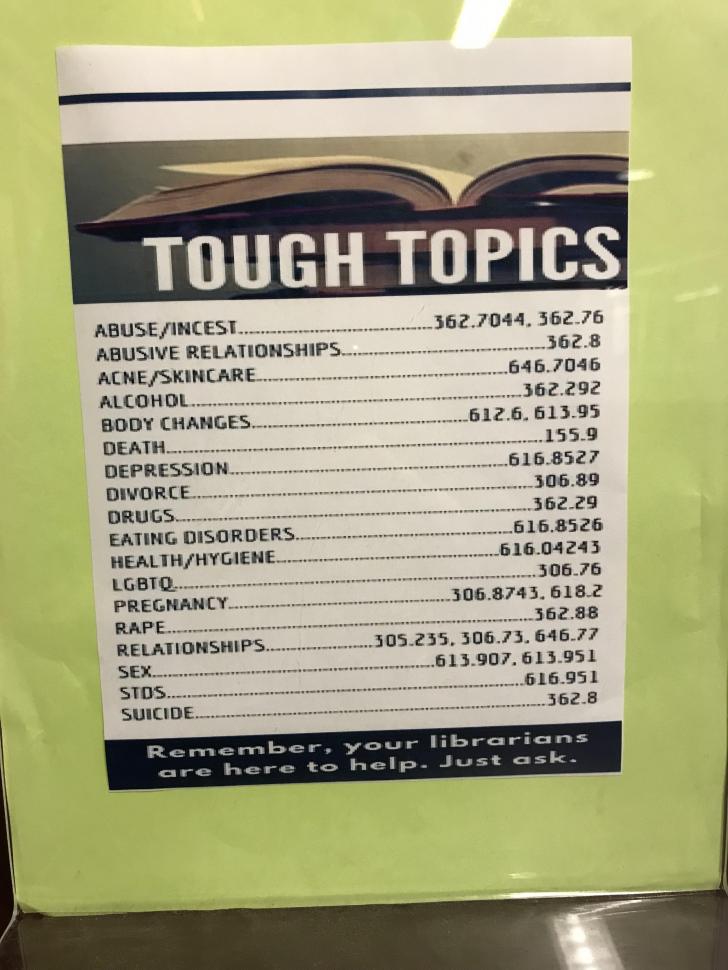 TOUGH TOPICS
ABUSE/INCEST................................362.7044, 362.76
ABUSIVE RELATIONSHIPS................................362.8
ACNE/SKINCARE................................646.7046
ALCOHOL................................362.292
BODY CHANGES................................612.6, 613.95
DEATH................................155.9
DEPRESSION................................616.8527
DIVORCE................................306.89
DRUGS................................362.29
EATING DISORDERS................................616.8526
HEALTH/HYGIENE................................616.04243
LGBTQ................................306.76
PREGNANCY................................306.8743, 618.2
RAPE................................362.88
RELATIONSHIPS................................305.235, 306.73, 646.77
SEX................................613.907, 613.951
STDS................................616.951
SUICIDE................................362.8
Remember, your librarians
are here to help. Just ask.